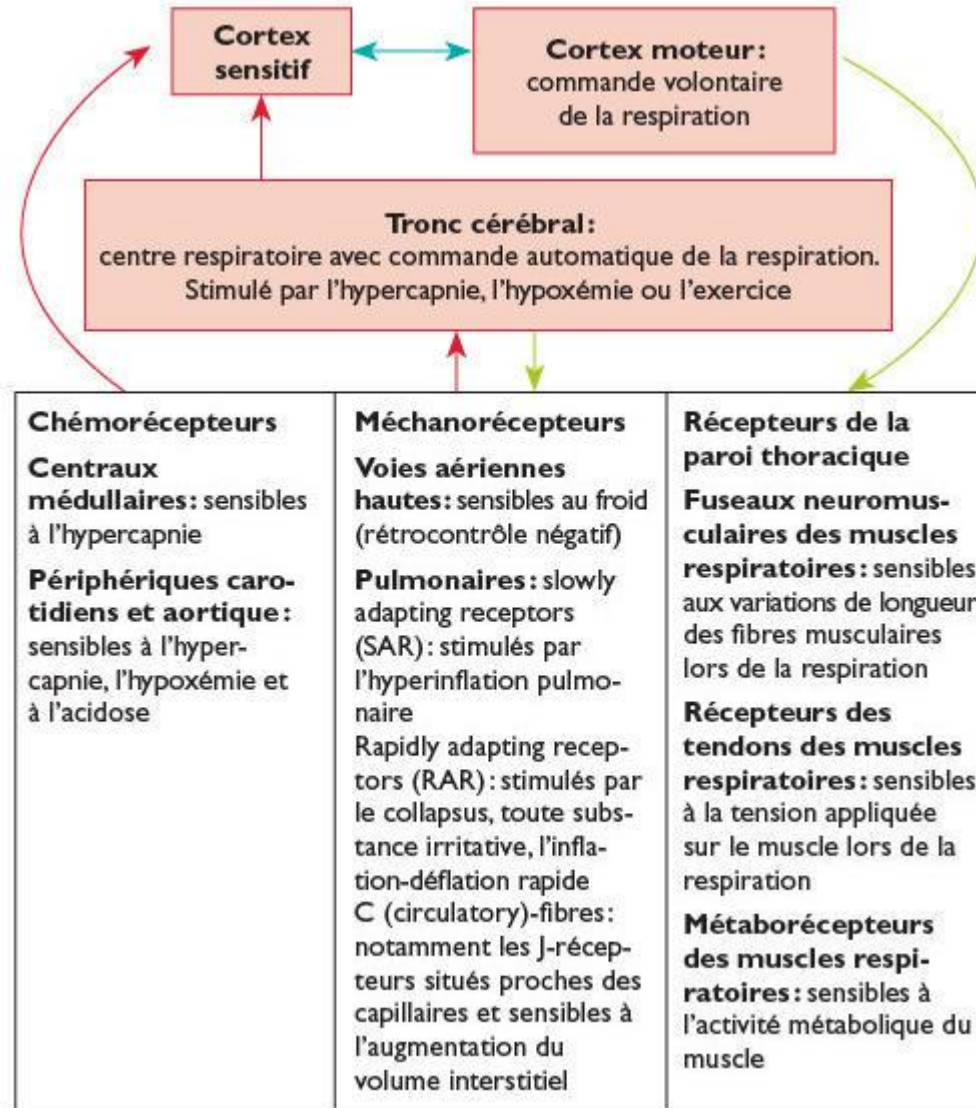 Cortex
sensitif
Cortex moteur:
commande volontaire
de la respiration
Tronc cérébral:
centre respiratoire avec commande automatique de la respiration.
Stimulé par l'hypercapnie, l'hypoxémie ou l'exercice
Chémorécepteurs
Centraux
médullaires: sensibles
à l'hypercapnie
Périphériques caro-
tidiens et aortique:
sensibles à l'hyper-
capnie, l'hypoxémie et
à l'acidose
Méchanorécepteurs
Voies aériennes
hautes: sensibles au froid
(rétrocontrôle négatif)
Pulmonaires: slowly
adapting receptors
(SAR): stimulés par
l'hyperinflation pulmo-
naire
Rapidly adapting recep-
tors (RAR): stimulés par
le collapsus, toute subs-
tance irritative, l'infla-
tion-déflation rapide
C (circulatory)-fibres:
notamment les J-récep-
teurs situés proches des
capillaires et sensibles à
l'augmentation du
volume interstitiel
Récepteurs de la
paroi thoracique
Fuseaux neuromus-
culaires des muscles
respiratoires: sensibles
aux variations de longueur
des fibres musculaires
lors de la respiration
Récepteurs des
tendons des muscles
respiratoires: sensibles
à la tension appliquée
sur le muscle lors de la
respiration
Métaborécepteurs
des muscles respi-
ratoires: sensibles à
l'activité métabolique du
muscle